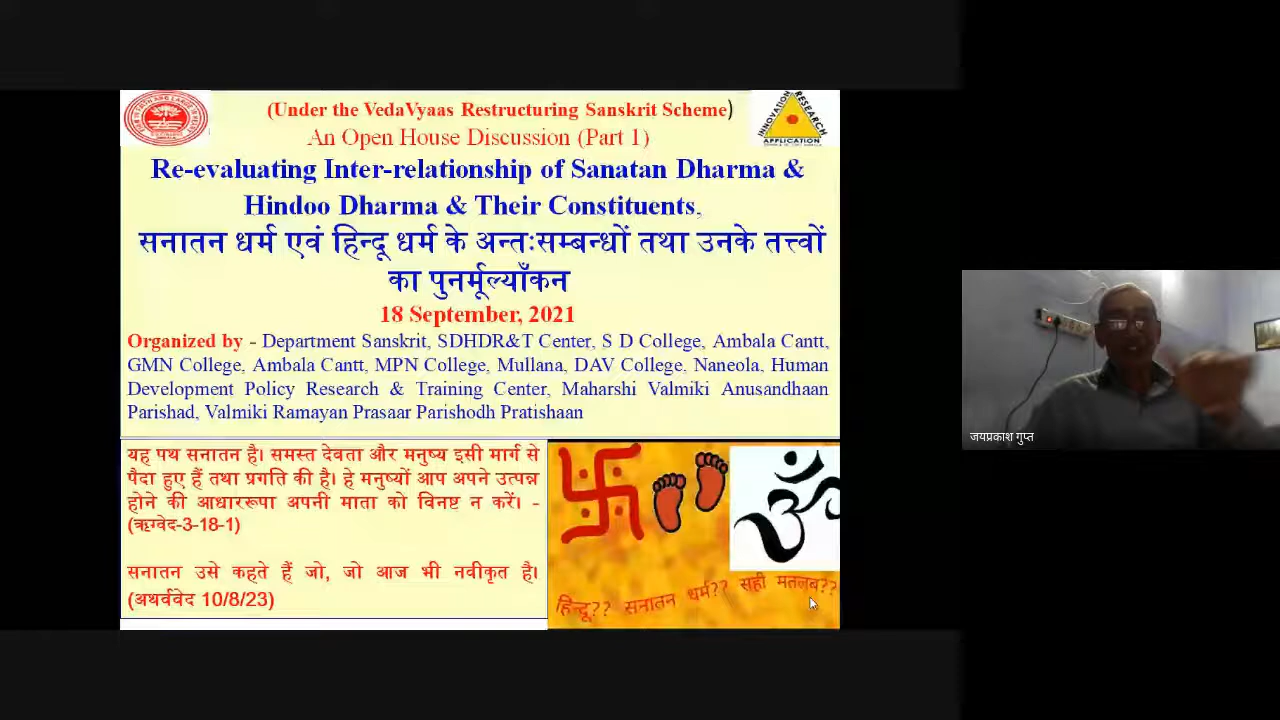 (Under the VedaVyaas Restructuring Sanskrit Scheme)
An Open House Discussion (Part 1)
Re-evaluating Inter-relationship of Sanatan Dharma &
Hindoo Dharma & Their Constituents,
सनातन धर्म एवं हिन्दू धर्म के अन्तःसम्बन्धों तथा उनके तत्त्वों
का पुनर्मूल्याँकन
18 September, 2021
Organized by - Department Sanskrit, SDHDR&T Center, S D College, Ambala Cantt,
GMN College, Ambala Cantt, MPN College, Mullana, DAV College, Naneola, Human
Development Policy Research & Training Center, Maharshi Valmiki Anusandhaan
Parishad, Valmiki Ramayan Prasaar Parishodh Pratishaan
यह पथ सनातन है। समस्त देवता और मनुष्य इसी मार्ग से
पैदा हुए हैं तथा प्रगति की है। हे मनुष्यों आप अपने उत्पन्न
होने की आधाररूपा अपनी माता को विनष्ट न करें। -
(ऋग्वेद-3-18-1)
सनातन उसे कहते हैं जो, जो आज भी नवीकृत है।
(अथर्ववेद 10/8/23)
INNOVATION
RESEARCH
APPLICATION
ॐ
हिन्दू?? सनातन धर्म?? सही मतलब??
जयप्रकाश गुप्त